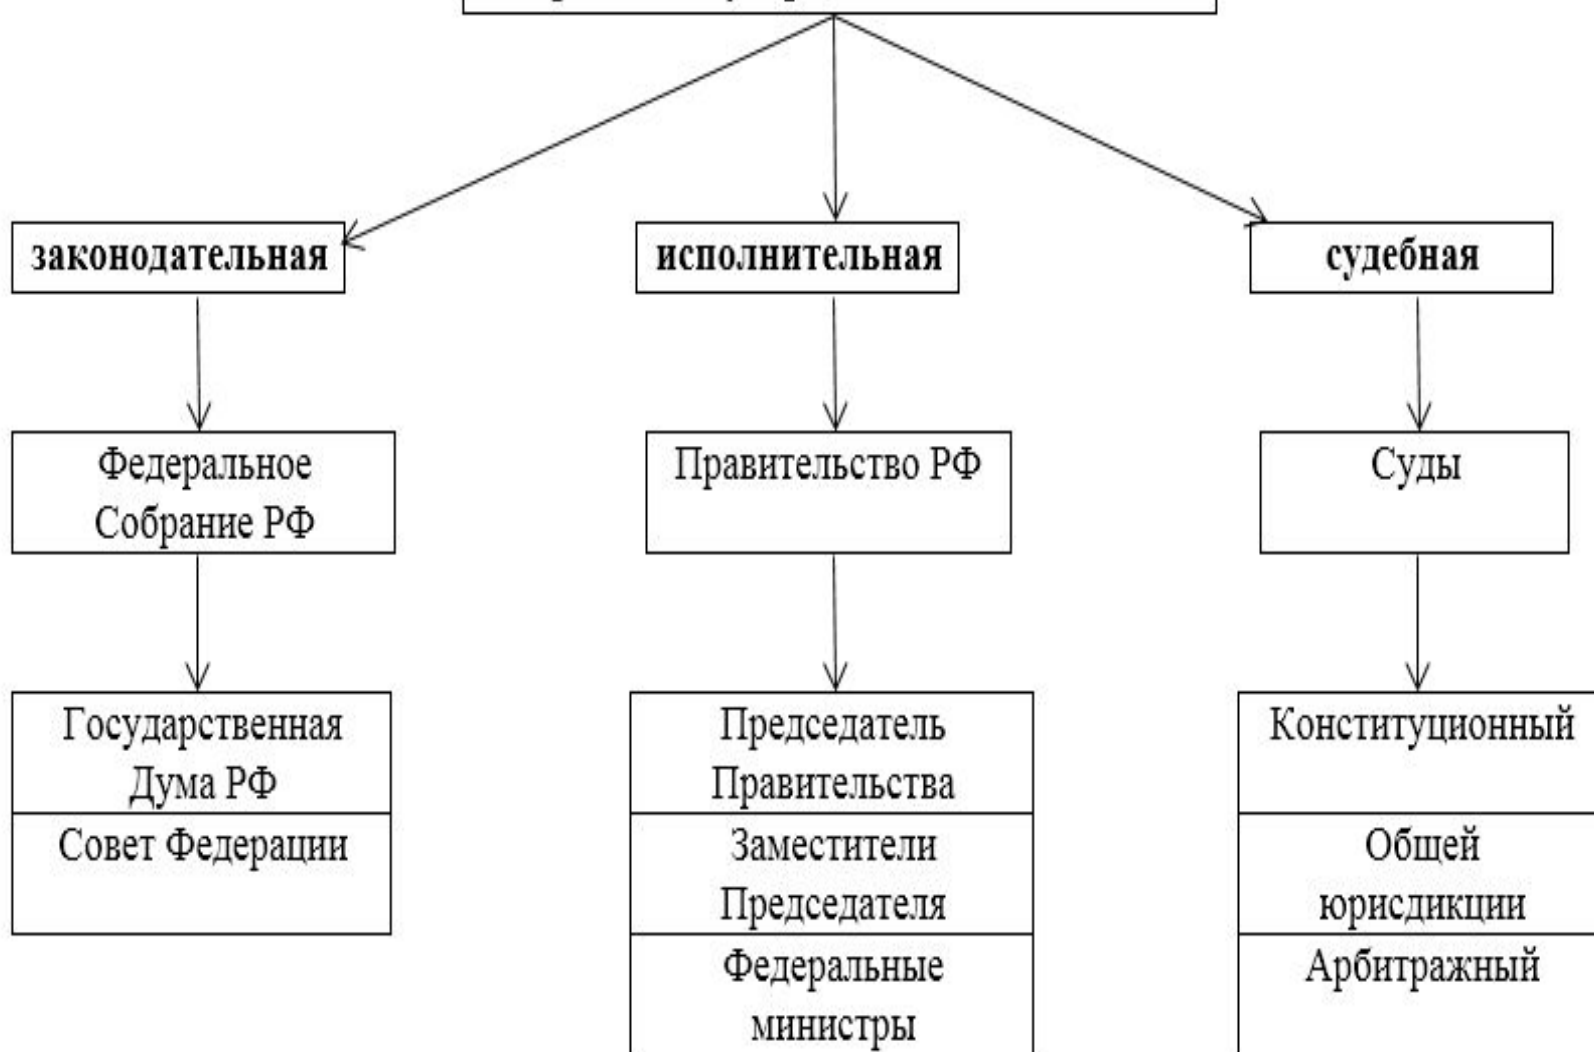 законодательная
исполнительная
судебная
Федеральное
Собрание РФ
Правительство РФ
Суды
Государственная
Дума РФ
Совет Федерации
Председатель
Правительства
Заместители
Председателя
Федеральные
министры
Конституционный
Общей
юрисдикции
Арбитражный